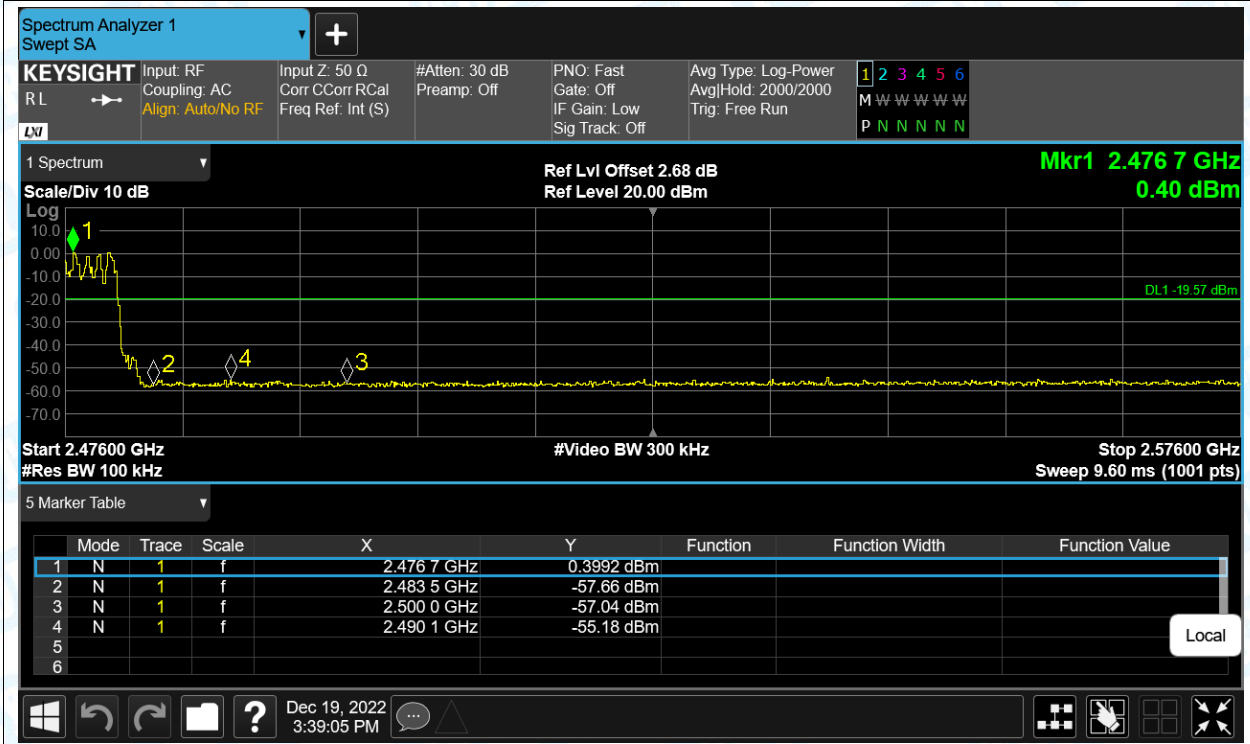 Spectrum Analyzer 1
Swept SA
+
KEYSIGHT
R L
LXI
Input: RF
Coupling: AC
Align: Auto/No RF
Input Z: 50 Ω
Corr CCorr RCal
Freq Ref: Int (S)
#Atten: 30 dB
Preamp: Off
PNO: Fast
Gate: Off
IF Gain: Low
Sig Track: Off
Avg Type: Log-Power
Avg|Hold: 2000/2000
Trig: Free Run
1 2 3 4 5 6
M W W W W W
P N N N N N
1 Spectrum
Scale/Div 10 dB
Ref Lvl Offset 2.68 dB
Ref Level 20.00 dBm
Mkr1 2.476 7 GHz
0.40 dBm
Log
10.0
0.00
-10.0
-20.0
-30.0
-40.0
-50.0
-60.0
-70.0
1
2
4
3
DL1 -19.57 dBm
Start 2.47600 GHz
#Video BW 300 kHz
Stop 2.57600 GHz
#Res BW 100 kHz
Sweep 9.60 ms (1001 pts)
5 Marker Table
Mode Trace Scale X Y Function Function Width Function Value
1 N 1 f 2.476 7 GHz 0.3992 dBm
2 N 1 f 2.483 5 GHz -57.66 dBm
3 N 1 f 2.500 0 GHz -57.04 dBm
4 N 1 f 2.490 1 GHz -55.18 dBm
5
6
Local
?
Dec 19, 2022
3:39:05 PM